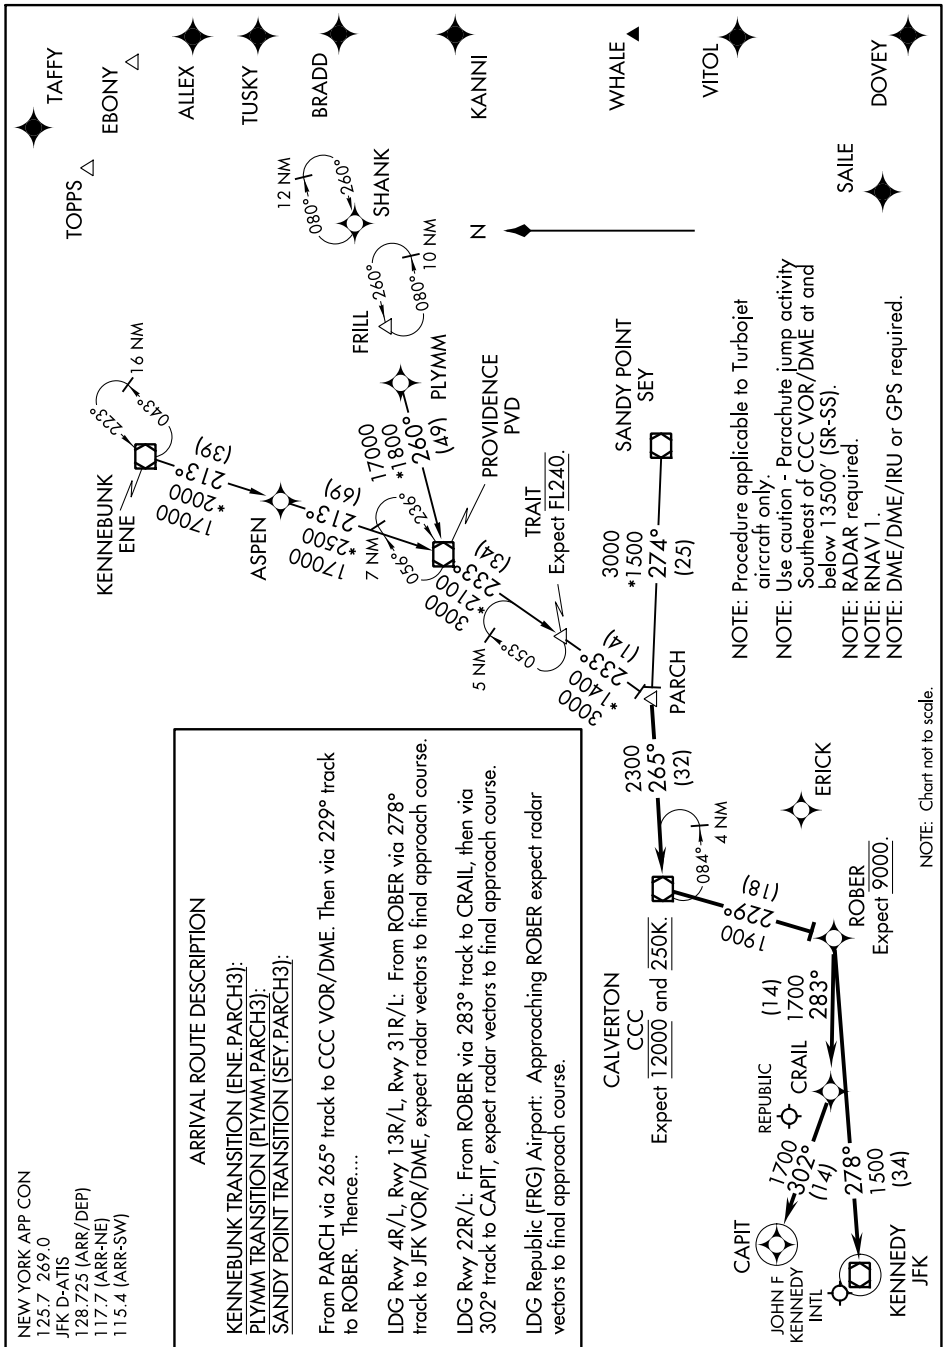 NEW YORK APP CON
125.7 269.0
JFK D-ATIS
128.725 (ARR/DEP)
117.7 (ARR-NE)
115.4 (ARR-SW)
ARRIVAL ROUTE DESCRIPTION
KENNEBUNK TRANSITION (ENE.PARCH3):
PLYMM TRANSITION (PLYMM.PARCH3):
SANDY POINT TRANSITION (SEY.PARCH3):
From PARCH via 265° track to CCC VOR/DME. Then via 229° track
to ROBER. Thence....
LDG Rwy 4R/L, Rwy 13R/L, Rwy 31R/L: From ROBER via 278°
track to JFK VOR/DME, expect radar vectors to final approach course.
LDG Rwy 22R/L: From ROBER via 283° track to CRAIL, then via
302° track to CAPIT, expect radar vectors to final approach course.
LDG Republic (FRG) Airport: Approaching ROBER expect radar
vectors to final approach course.
TOPPS
TAFFY
EBONY
ALLEX
TUSKY
BRADD
KANNI
WHALE
VITOL
DOVEY
SAILE
KENNEBUNK
ENE
223°
043°
16 NM
17000
*2000
213°
(39)
ASPEN
17000
*2500
213°
(69)
12 NM
080°
260°
SHANK
FRILL
260°
080°
10 NM
N
PLYMM
17000
*1800
260°
(49)
7 NM
056°
236°
PROVIDENCE
PVD
3000
*2100
233°
(34)
5 NM
053°
TRAIT
Expect FL240.
3000
*1400
233°
(14)
SANDY POINT
SEY
3000
*1500
274°
(25)
PARCH
2300
265°
(32)
084°
4 NM
CALVERTON
CCC
Expect 12000 and 250K.
1900
229°
(18)
ERICK
ROBER
Expect 9000.
(14)
1700
283°
CRAIL
REPUBLIC
1700
302°
(14)
CAPIT
278°
1500
(34)
JOHN F
KENNEDY
INTL
KENNEDY
JFK
NOTE: Procedure applicable to Turbojet
aircraft only.
NOTE: Use caution - Parachute jump activity
Southeast of CCC VOR/DME at and
below 13500' (SR-SS).
NOTE: RADAR required.
NOTE: RNAV 1.
NOTE: DME/DME/IRU or GPS required.
NOTE: Chart not to scale.